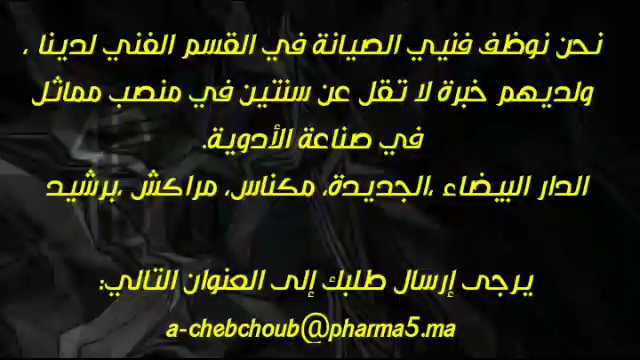 نحن نوظف فنيي الصيانة في القسم الفني لدينا ،
ولديهم خبرة لا تقل عن سنتين في منصب مماثل
في صناعة الأدوية.
الدار البيضاء ،الجديدة، مكناس، مراكش ،برشيد
يرجى إرسال طلبك إلى العنوان التالي:
a-chebchoub@pharma5.ma